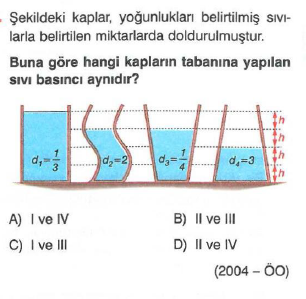 Şekildeki kaplar, yoğunlukları belirtilmiş sıvı-
larla belirtilen miktarlarda doldurulmuştur.
Buna göre hangi kapların tabanına yapılan
sıvı basıncı aynıdır?
d₁=1/3 d₂=2 d₃=1/4 d₄=3
h
h
h
h
A) I ve IV B) II ve III
C) I ve III D) II ve IV
(2004 – ÖO)